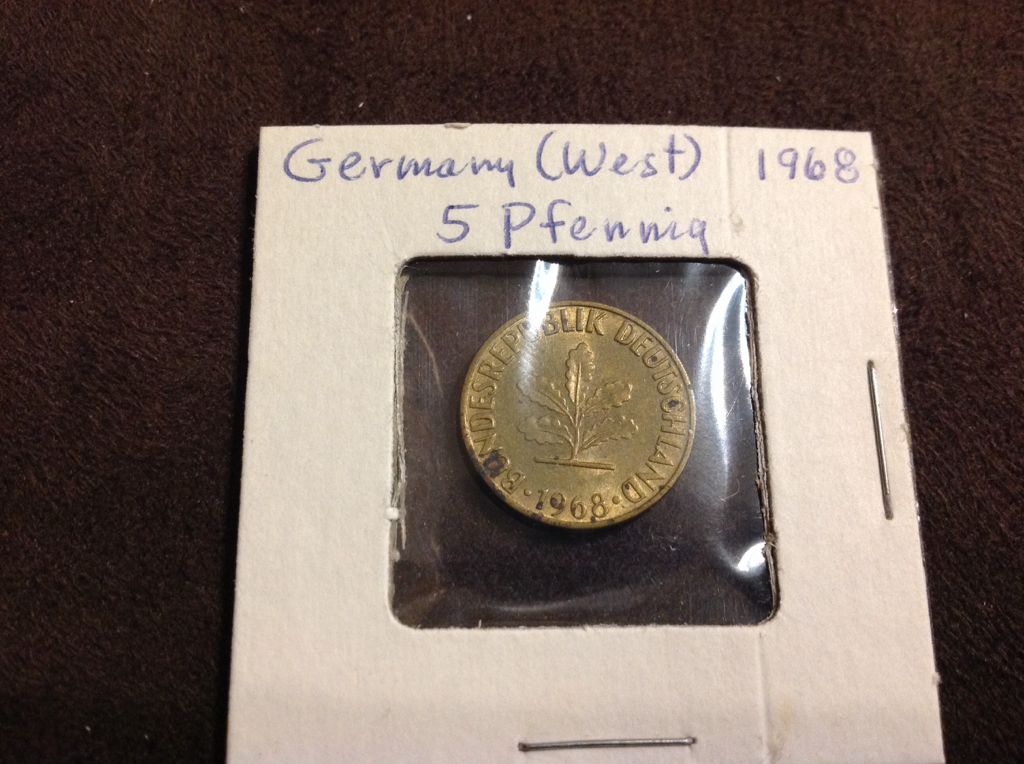 Germany (West) 1968
5 Pfennig
BUNDESREPUBLIK DEUTSCHLAND
· 1968 ·